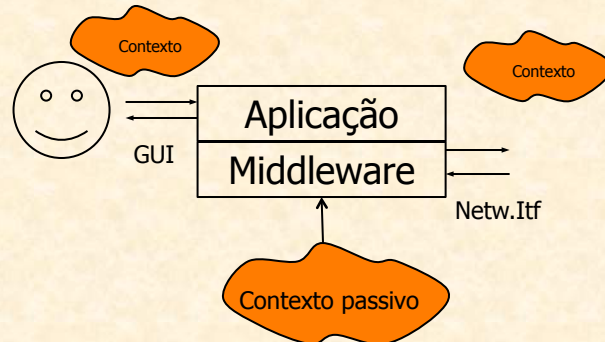 Contexto
Contexto
Aplicação
GUI
Middleware
Netw.Itf
Contexto passivo